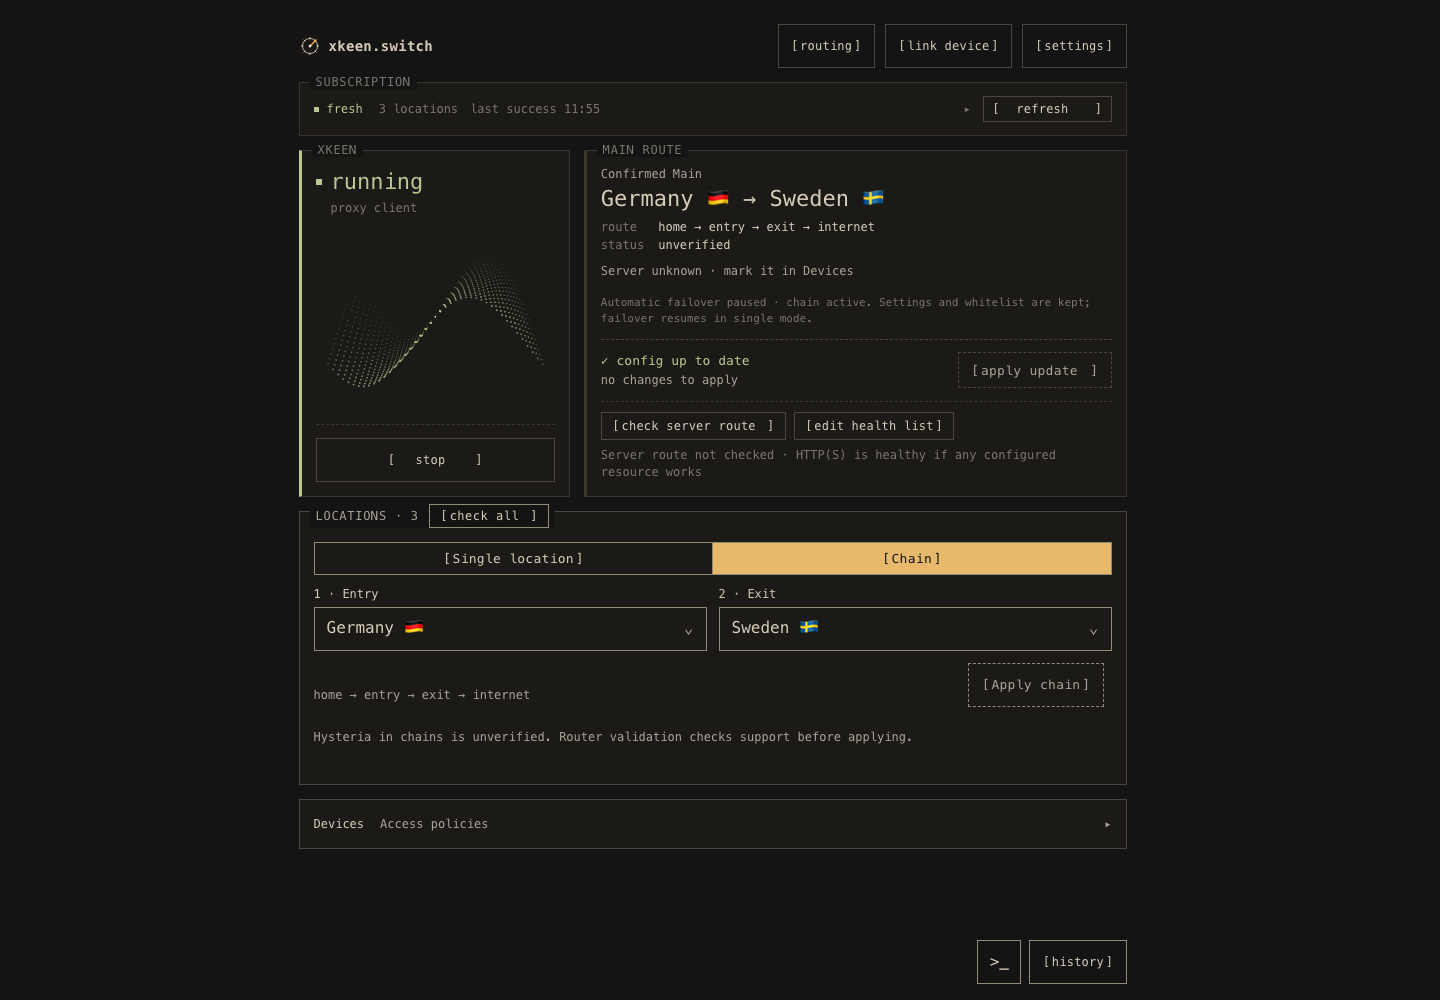 xkeen.switch
[routing] [link device] [settings]
SUBSCRIPTION
fresh 3 locations last success 11:55 ▸ [ refresh ]
XKEEN
running
proxy client
[ stop ]
MAIN ROUTE
Confirmed Main
Germany 🇩🇪 → Sweden 🇸🇪
route home → entry → exit → internet
status unverified
Server unknown · mark it in Devices
Automatic failover paused · chain active. Settings and whitelist are kept;
failover resumes in single mode.
✓ config up to date
no changes to apply
[apply update ]
[check server route ] [edit health list]
Server route not checked · HTTP(S) is healthy if any configured
resource works
LOCATIONS · 3 [check all ]
[Single location] [Chain]
1 · Entry 2 · Exit
Germany 🇩🇪 Sweden 🇸🇪
[Apply chain]
home → entry → exit → internet
Hysteria in chains is unverified. Router validation checks support before applying.
Devices Access policies ▸
>_ [history]